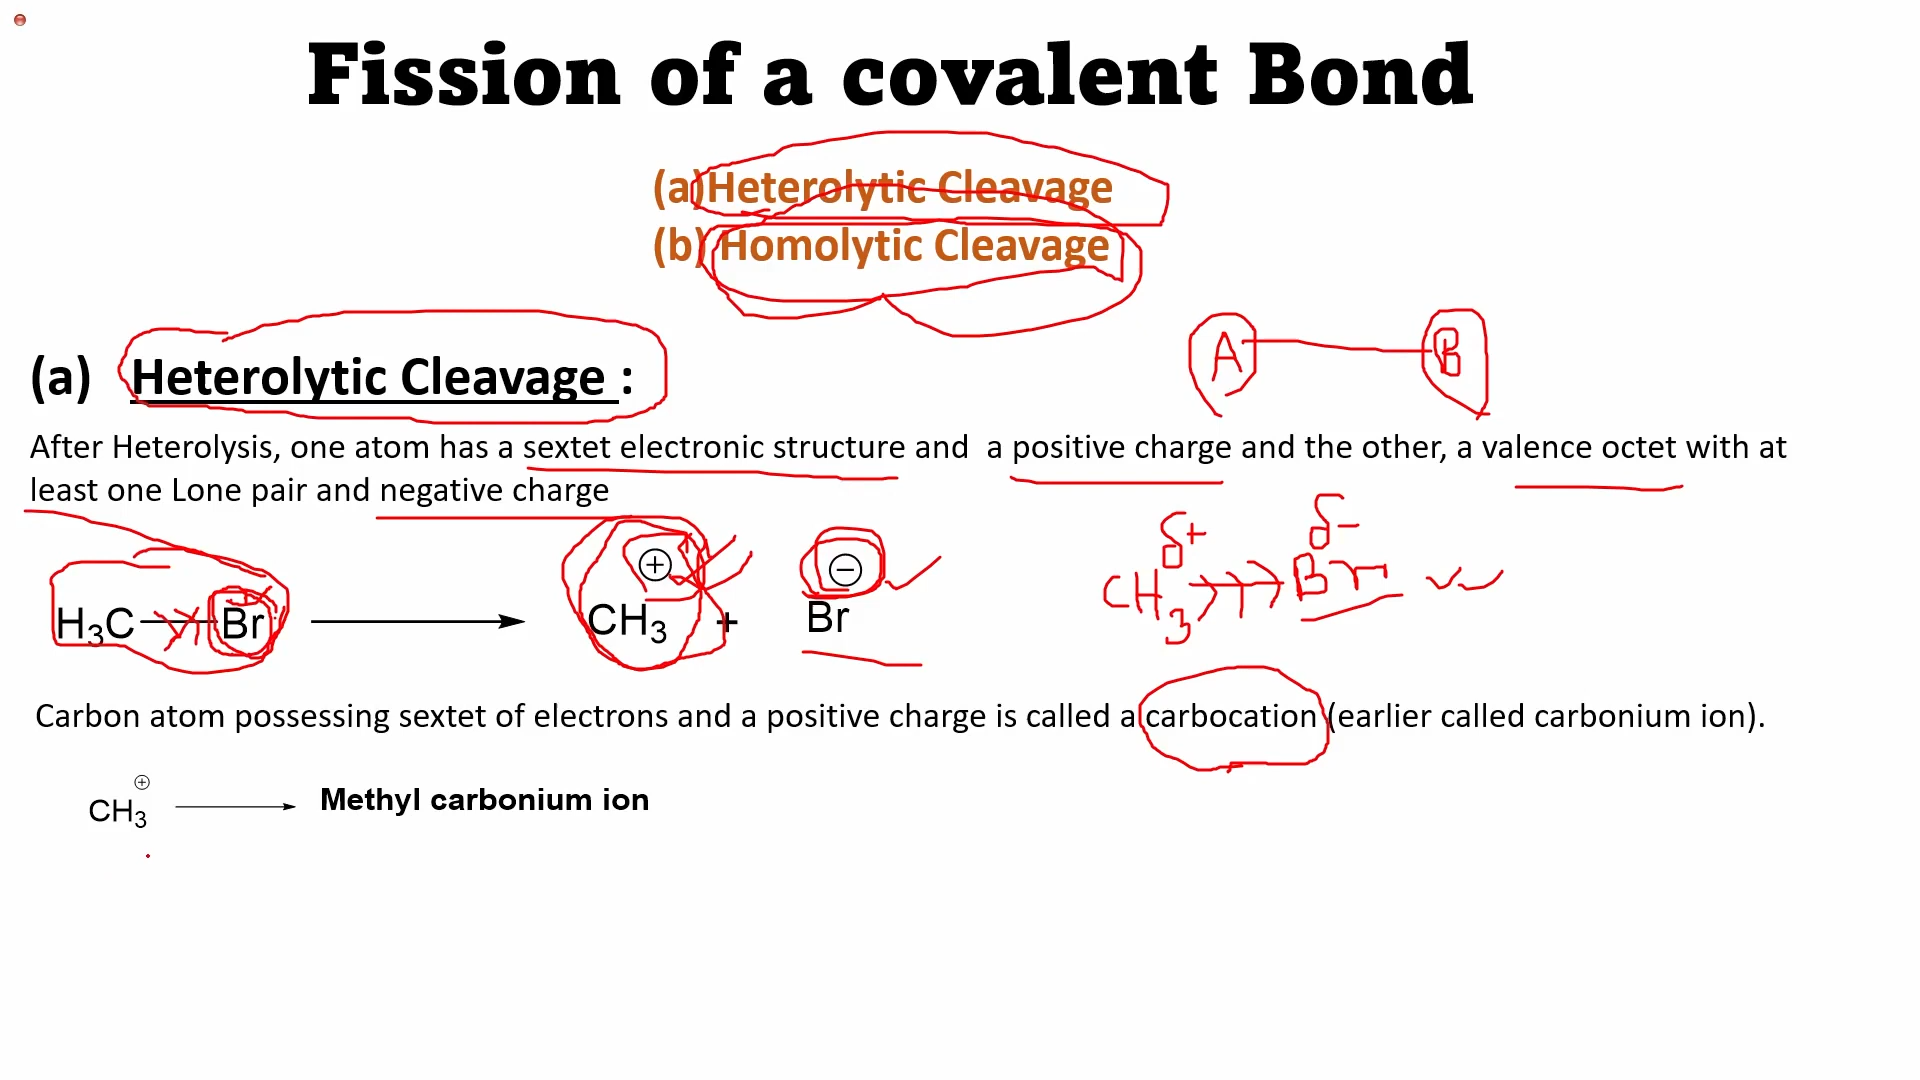 Fission of a covalent Bond
(a)Heterolytic Cleavage
(b) Homolytic Cleavage
A B
(a) Heterolytic Cleavage :
After Heterolysis, one atom has a sextet electronic structure and a positive charge and the other, a valence octet with at
least one Lone pair and negative charge
δ+ δ-
⊕ ⊖
H₃C Br CH₃ + Br
CH₃ Br
Carbon atom possessing sextet of electrons and a positive charge is called a carbocation (earlier called carbonium ion).
⊕
CH₃ Methyl carbonium ion